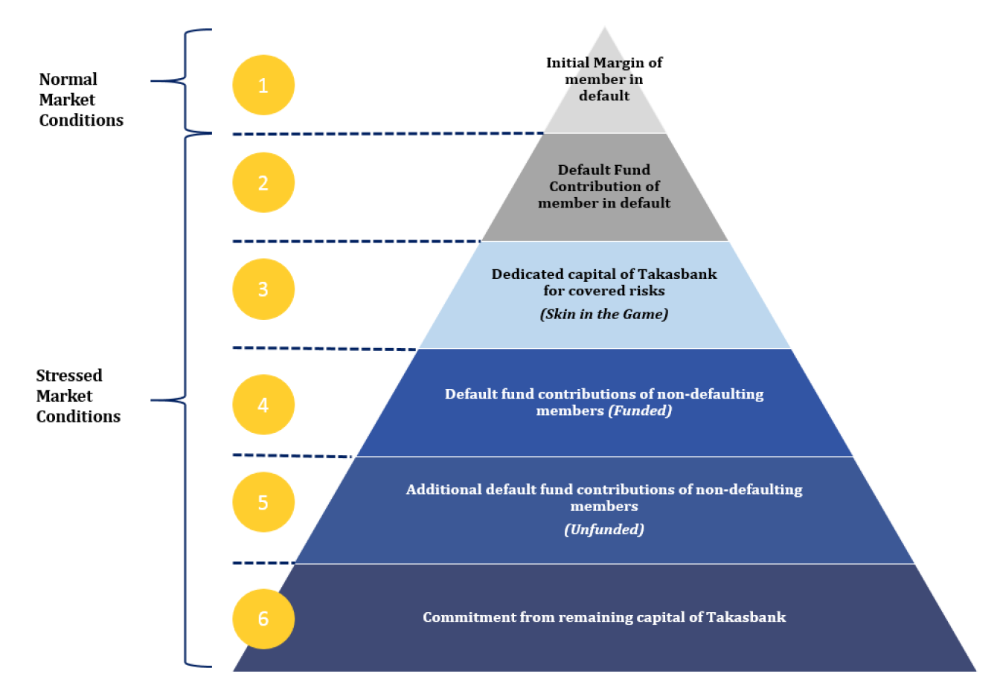 Normal
Market
Conditions
1
Initial Margin of
member in
default
2
Default Fund
Contribution of
member in default
3
Dedicated capital of Takasbank
for covered risks
(Skin in the Game)
Stressed
Market
Conditions
4
Default fund contributions of non-defaulting
members (Funded)
5
Additional default fund contributions of non-defaulting
members
(Unfunded)
6
Commitment from remaining capital of Takasbank